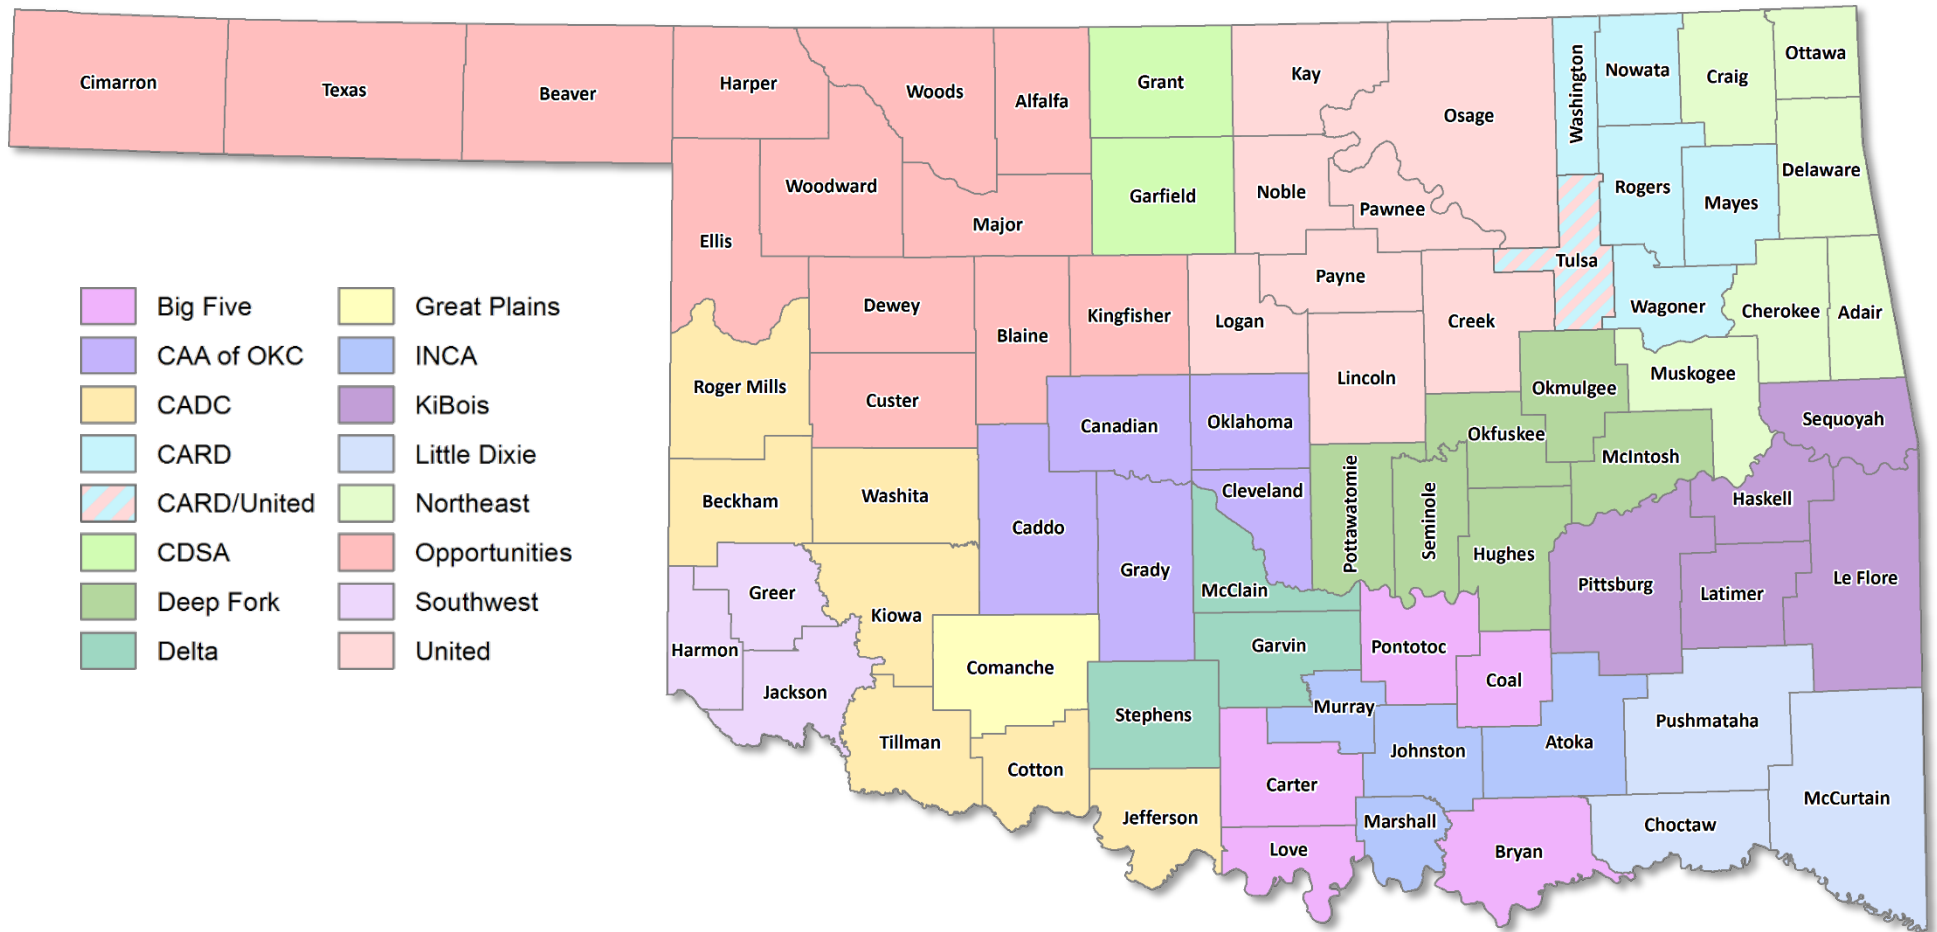 Cimarron
Texas
Beaver
Harper
Woods
Alfalfa
Grant
Kay
Osage
Washington
Nowata
Craig
Ottawa
Woodward
Ellis
Major
Garfield
Noble
Pawnee
Rogers
Mayes
Delaware
Dewey
Blaine
Kingfisher
Logan
Payne
Creek
Tulsa
Wagoner
Cherokee
Adair
Roger Mills
Custer
Canadian
Oklahoma
Lincoln
Okmulgee
Muskogee
Sequoyah
Beckham
Washita
Caddo
Grady
Cleveland
Pottawatomie
Seminole
Okfuskee
McIntosh
Hughes
Haskell
Pittsburg
Latimer
Le Flore
Greer
Harmon
Jackson
Kiowa
Comanche
McClain
Garvin
Pontotoc
Coal
Tillman
Cotton
Stephens
Murray
Johnston
Atoka
Pushmataha
McCurtain
Jefferson
Carter
Love
Marshall
Bryan
Choctaw
Big Five
CAA of OKC
CADC
CARD
CARD/United
CDSA
Deep Fork
Delta
Great Plains
INCA
KiBois
Little Dixie
Northeast
Opportunities
Southwest
United